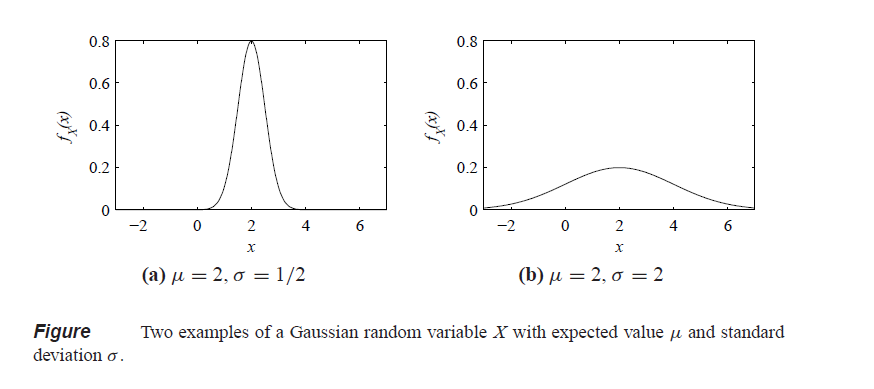 0.8
0.6
0.4
0.2
0
f_X(x)
−2 0 2 4 6
x
(a) μ = 2, σ = 1/2
0.8
0.6
0.4
0.2
0
f_X(x)
−2 0 2 4 6
x
(b) μ = 2, σ = 2
Figure Two examples of a Gaussian random variable X with expected value μ and standard
deviation σ.